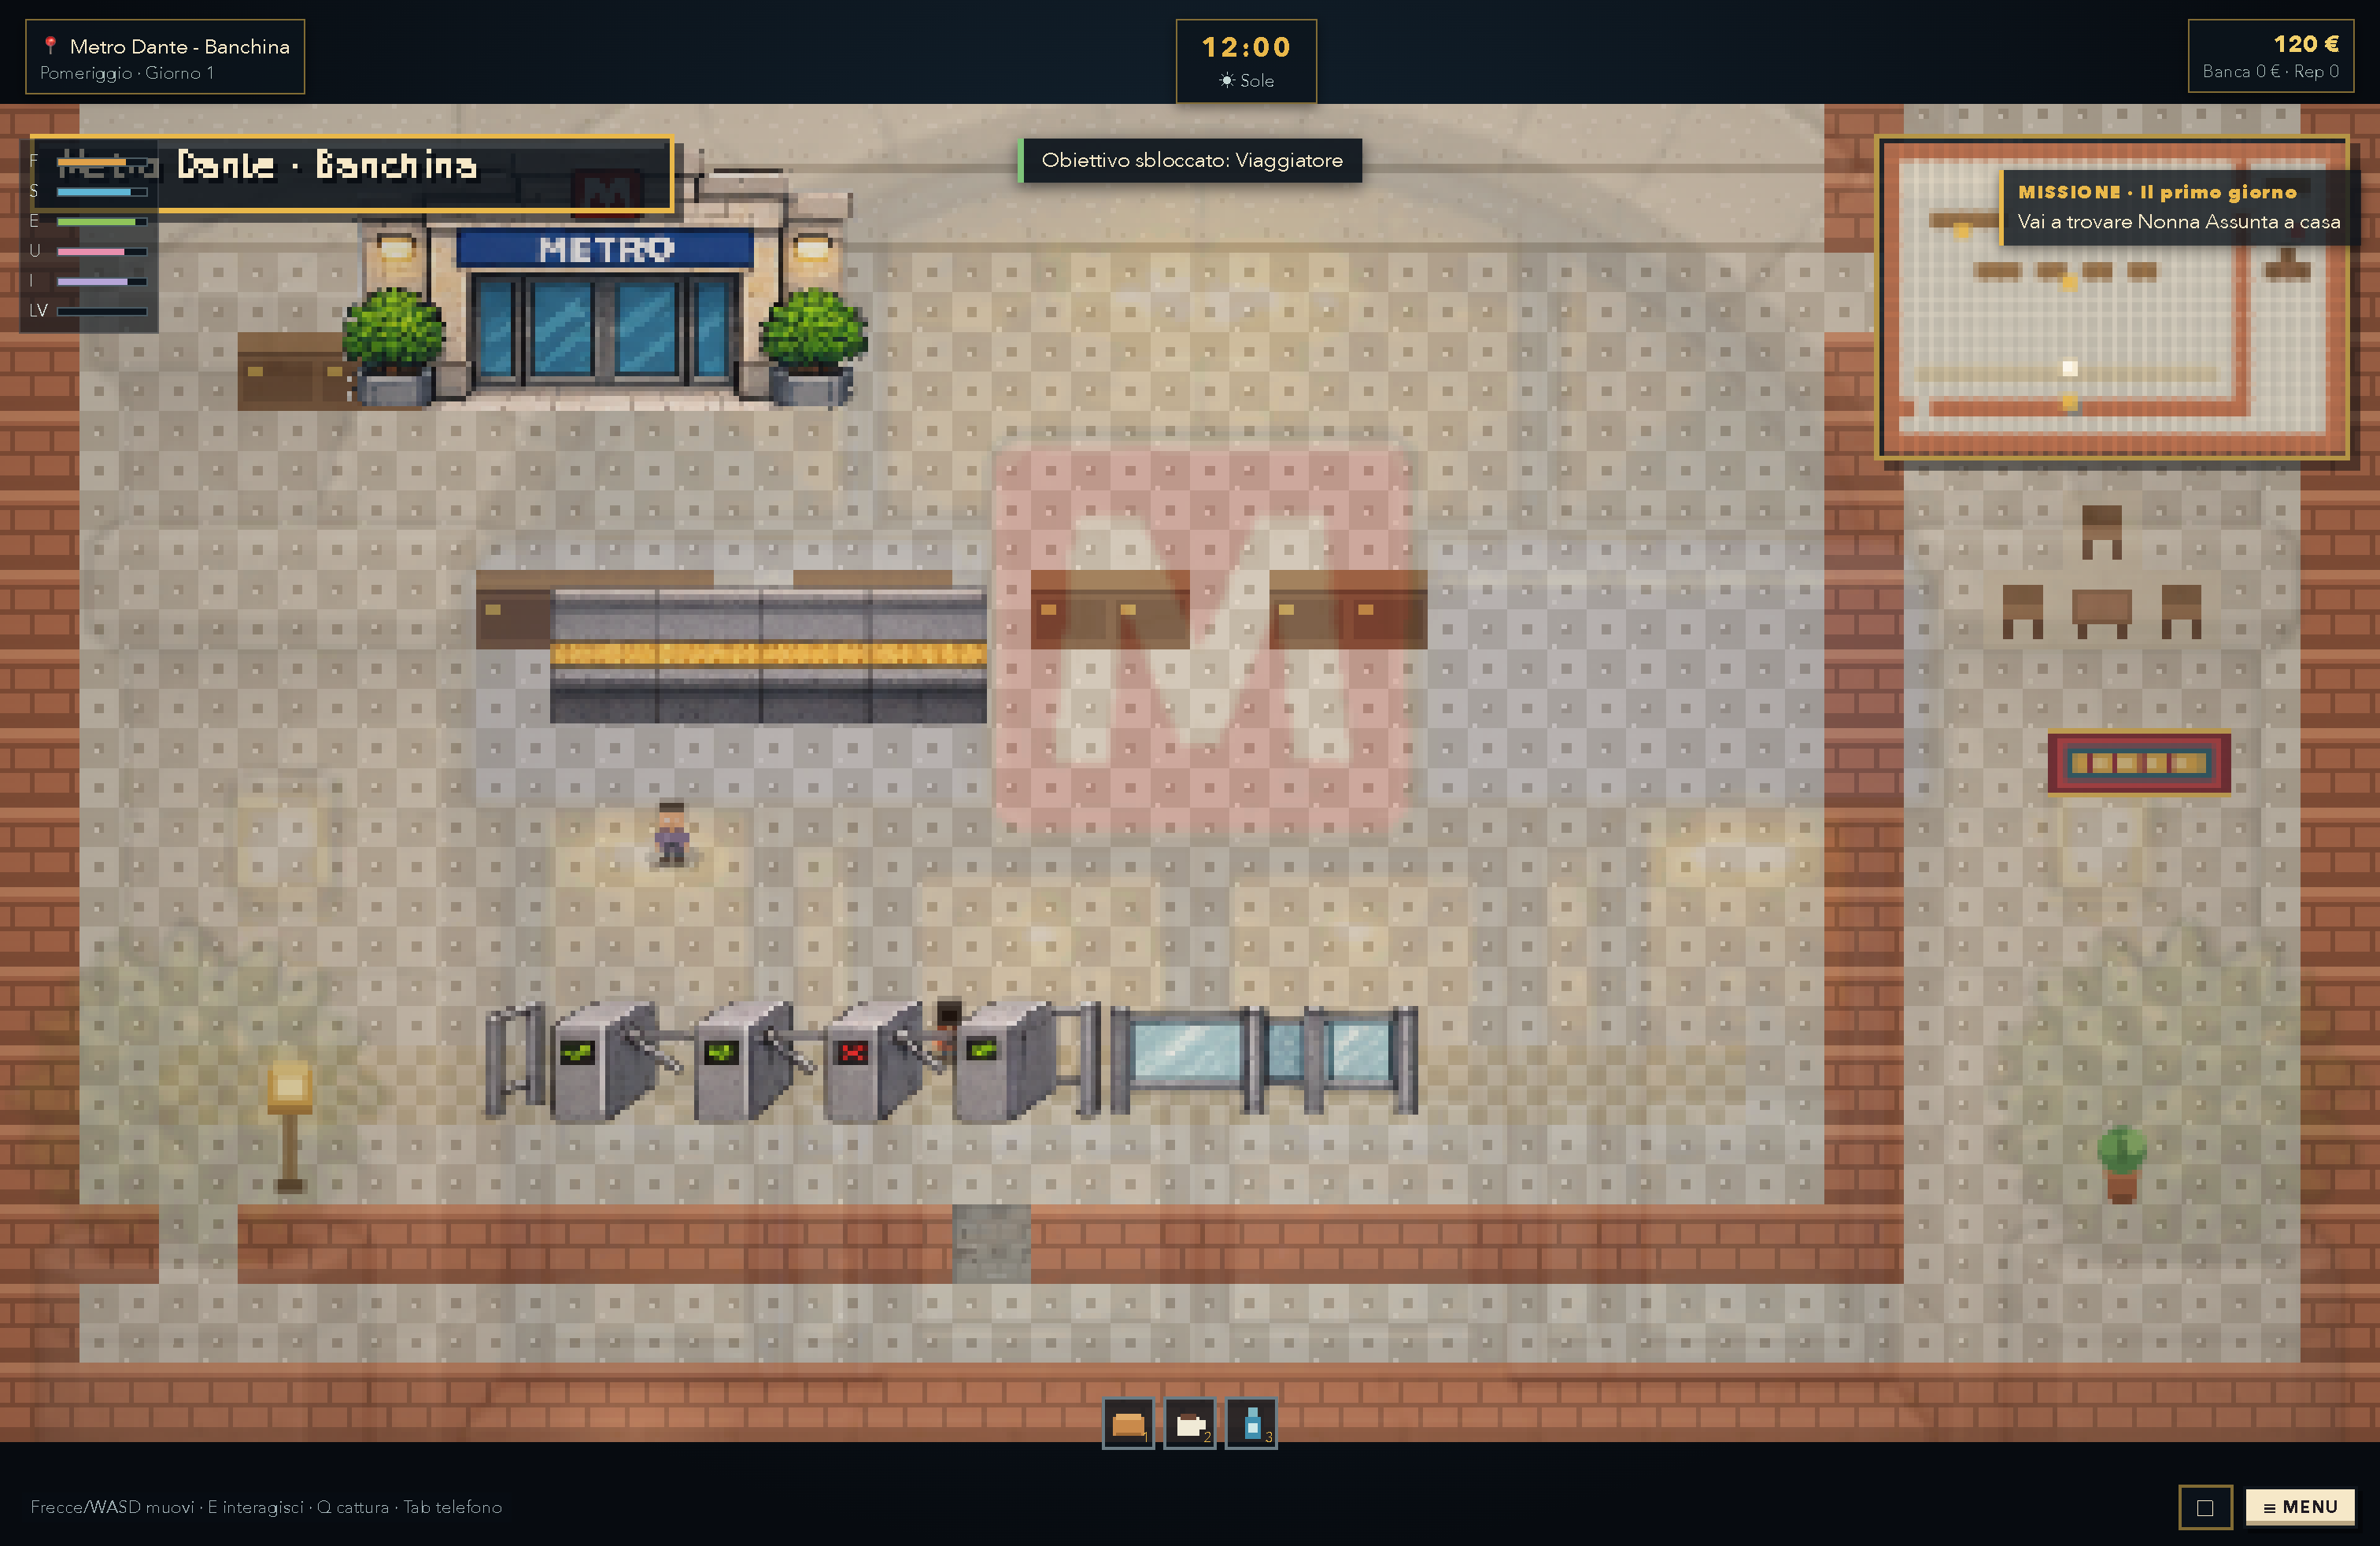 Metro Dante - Banchina
Pomeriggio · Giorno 1
12:00
☀ Sole
120 €
Banca 0 € · Rep 0
Metro Dante · Banchina
F
S
E
U
I
LV
Obiettivo sbloccato: Viaggiatore
MISSIONE · Il primo giorno
Vai a trovare Nonna Assunta a casa
M
METRO
M
1
2
3
Frecce/WASD muovi · E interagisci · Q cattura · Tab telefono
≡ MENU